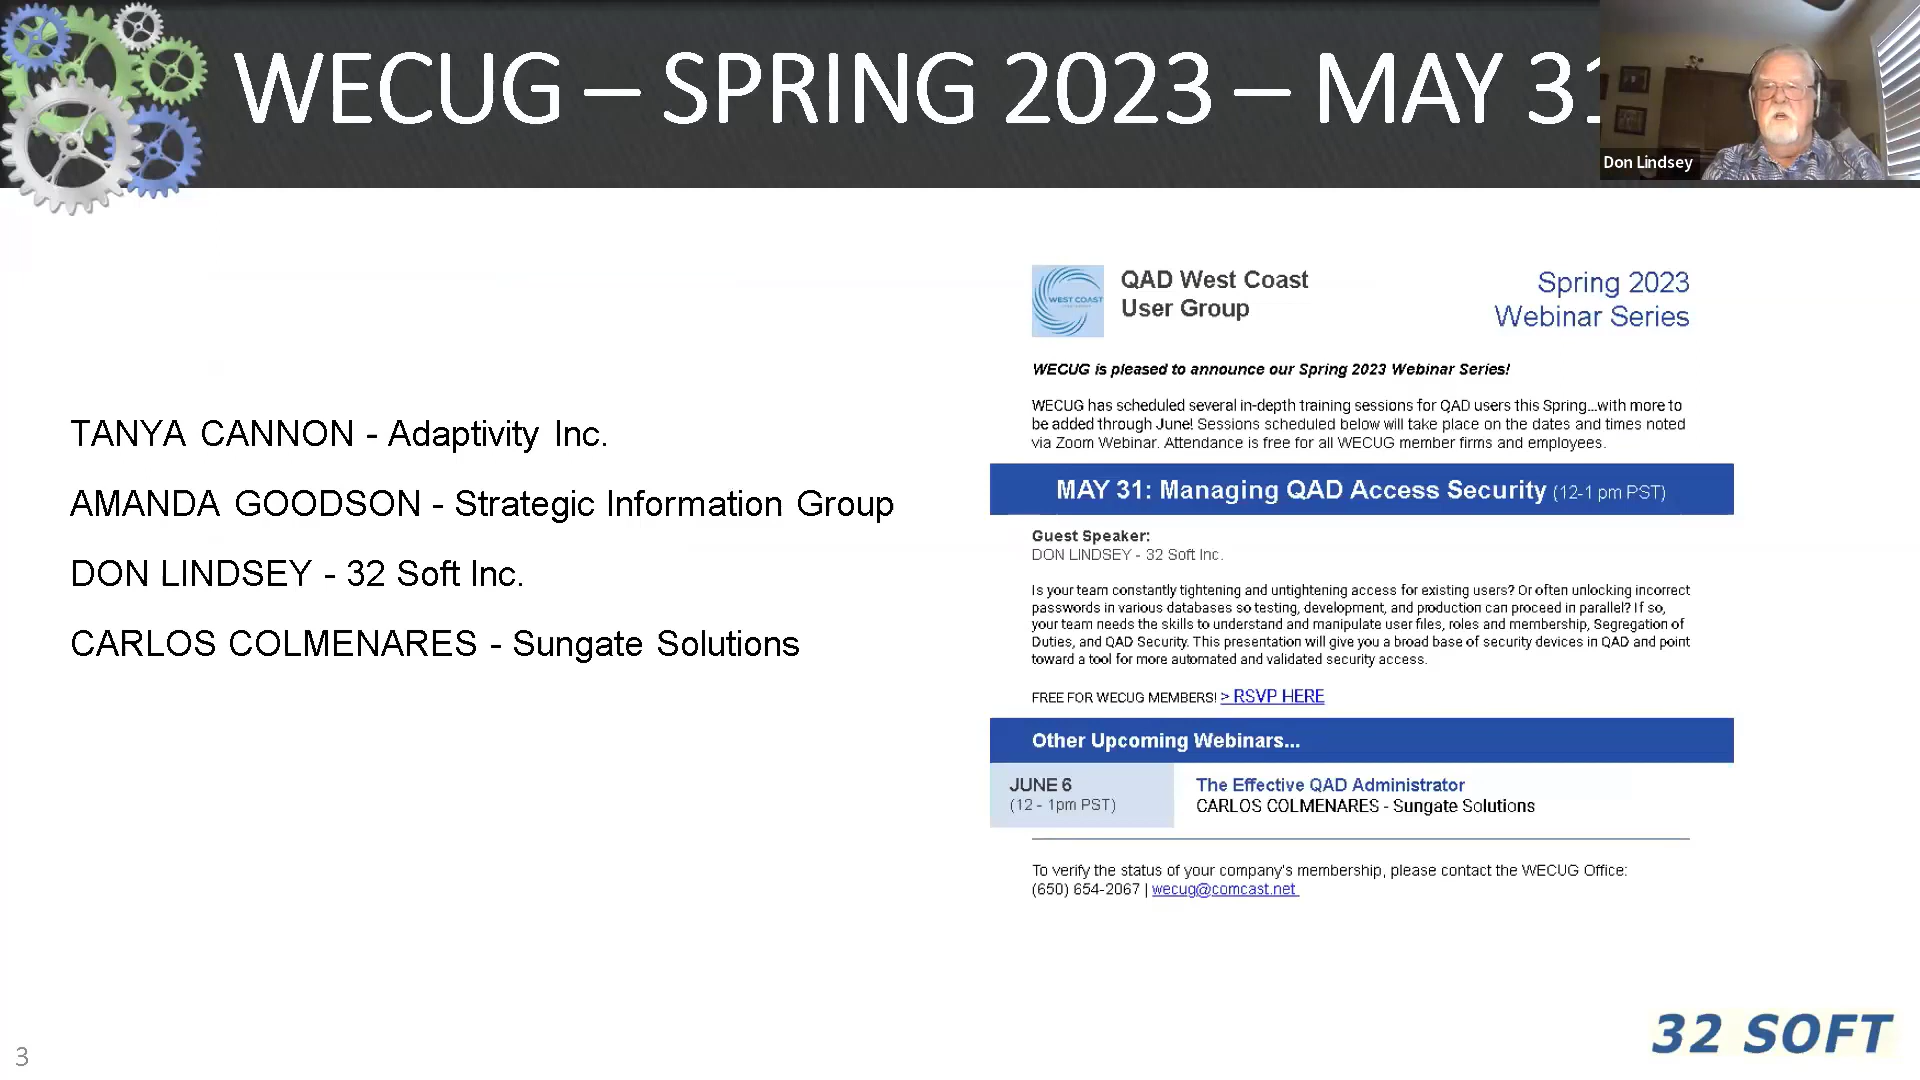 WECUG – SPRING 2023 – MAY 31
Don Lindsey
TANYA CANNON - Adaptivity Inc.
AMANDA GOODSON - Strategic Information Group
DON LINDSEY - 32 Soft Inc.
CARLOS COLMENARES - Sungate Solutions
WEST COAST
QAD West Coast
User Group
Spring 2023
Webinar Series
WECUG is pleased to announce our Spring 2023 Webinar Series!
WECUG has scheduled several in-depth training sessions for QAD users this Spring...with more to
be added through June! Sessions scheduled below will take place on the dates and times noted
via Zoom Webinar. Attendance is free for all WECUG member firms and employees.
MAY 31: Managing QAD Access Security (12-1 pm PST)
Guest Speaker:
DON LINDSEY - 32 Soft Inc.
Is your team constantly tightening and untightening access for existing users? Or often unlocking incorrect
passwords in various databases so testing, development, and production can proceed in parallel? If so,
your team needs the skills to understand and manipulate user files, roles and membership, Segregation of
Duties, and QAD Security. This presentation will give you a broad base of security devices in QAD and point
toward a tool for more automated and validated security access.
FREE FOR WECUG MEMBERS! > RSVP HERE
Other Upcoming Webinars...
JUNE 6
(12 - 1pm PST)
The Effective QAD Administrator
CARLOS COLMENARES - Sungate Solutions
To verify the status of your company's membership, please contact the WECUG Office:
(650) 654-2067 | wecug@comcast.net
32 SOFT
3